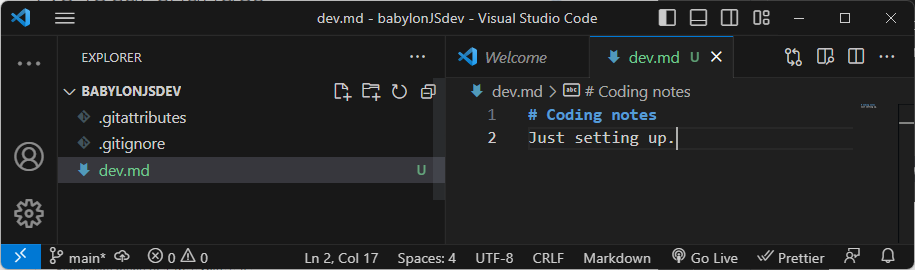 dev.md - babylonJSdev - Visual Studio Code
EXPLORER
BABYLONJSDEV
.gitattributes
.gitignore
dev.md U
Welcome
dev.md U
dev.md > # Coding notes
1 # Coding notes
2 Just setting up.
main* 0 0 Ln 2, Col 17 Spaces: 4 UTF-8 CRLF Markdown Go Live Prettier